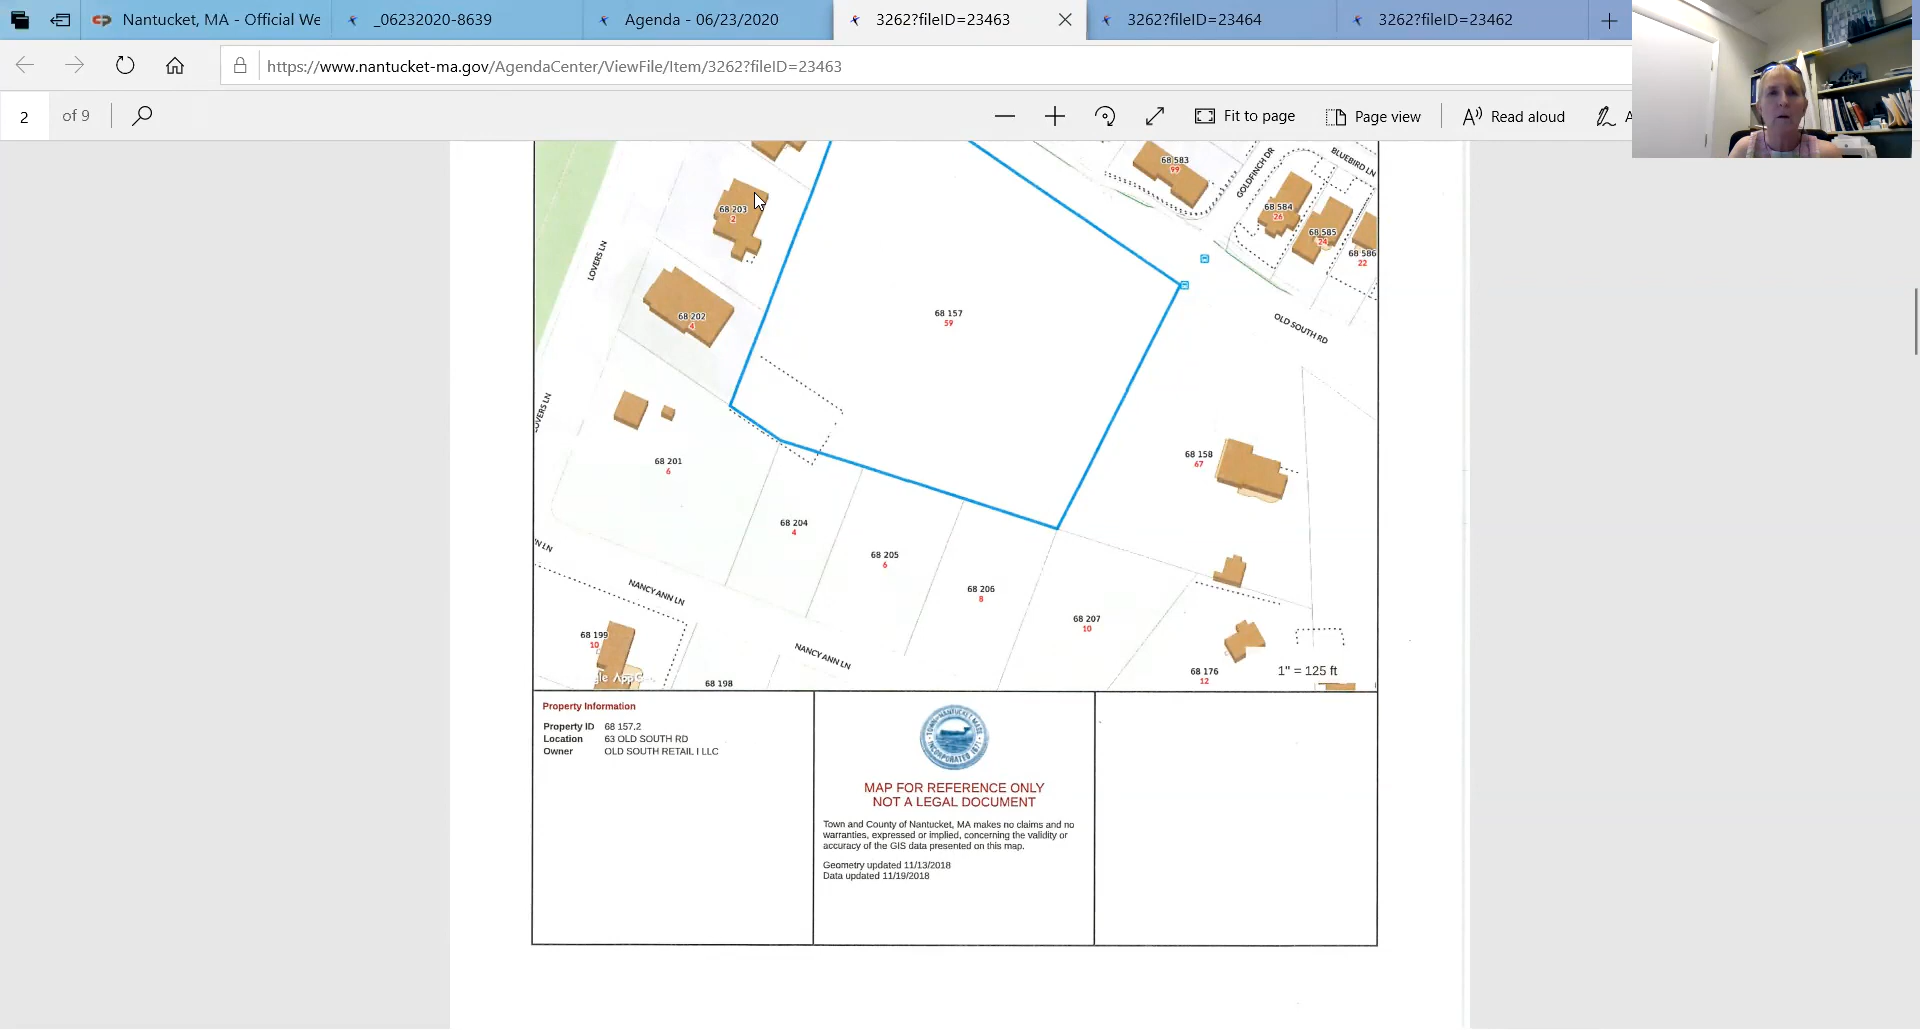 Nantucket, MA - Official We
_06232020-8639
Agenda - 06/23/2020
3262?fileID=23463
3262?fileID=23464
3262?fileID=23462
https://www.nantucket-ma.gov/AgendaCenter/ViewFile/Item/3262?fileID=23463
2 of 9
Fit to page
Page view
Read aloud
A
68 583
99
GOLDFINCH DR
BLUEBIRD LN
68 203
2
68 584
26
68 585
24
68 586
22
LOVERS LN
68 202
4
68 157
59
OLD SOUTH RD
OVERS LN
68 201
6
68 158
67
68 204
4
68 205
6
68 206
8
N LN
NANCY ANN LN
68 207
10
68 199
10
NANCY ANN LN
68 198
68 176
12
1" = 125 ft
Property Information
Property ID 68 157.2
Location 63 OLD SOUTH RD
Owner OLD SOUTH RETAIL I LLC
TOWN OF NANTUCKET MASS
INCORPORATED 1671
MAP FOR REFERENCE ONLY
NOT A LEGAL DOCUMENT
Town and County of Nantucket, MA makes no claims and no
warranties, expressed or implied, concerning the validity or
accuracy of the GIS data presented on this map.
Geometry updated 11/13/2018
Data updated 11/19/2018